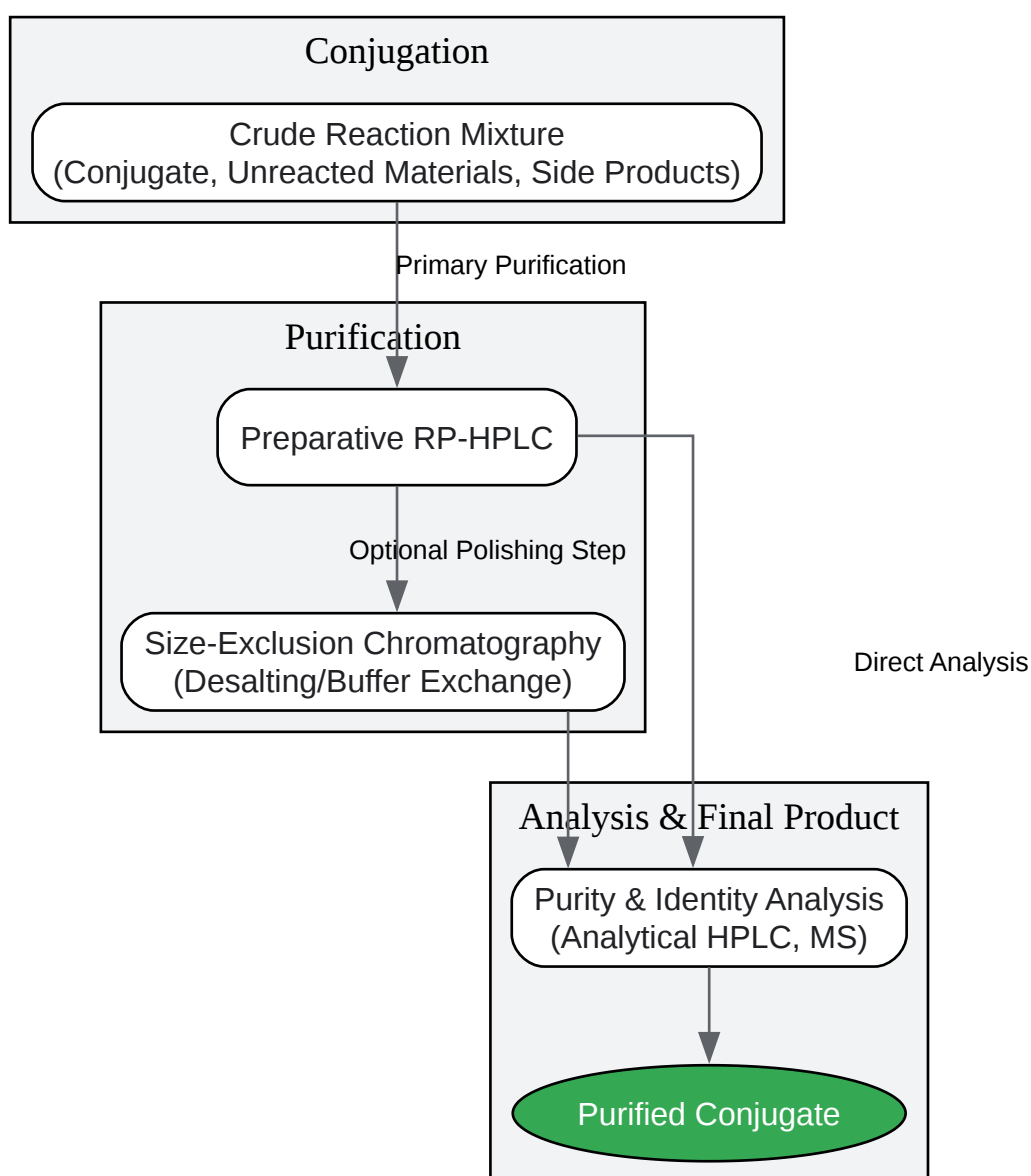 Conjugation
Crude Reaction Mixture
(Conjugate, Unreacted Materials, Side Products)
Primary Purification
Purification
Preparative RP-HPLC
Optional Polishing Step
Size-Exclusion Chromatography
(Desalting/Buffer Exchange)
Direct Analysis
Analysis & Final Product
Purity & Identity Analysis
(Analytical HPLC, MS)
Purified Conjugate